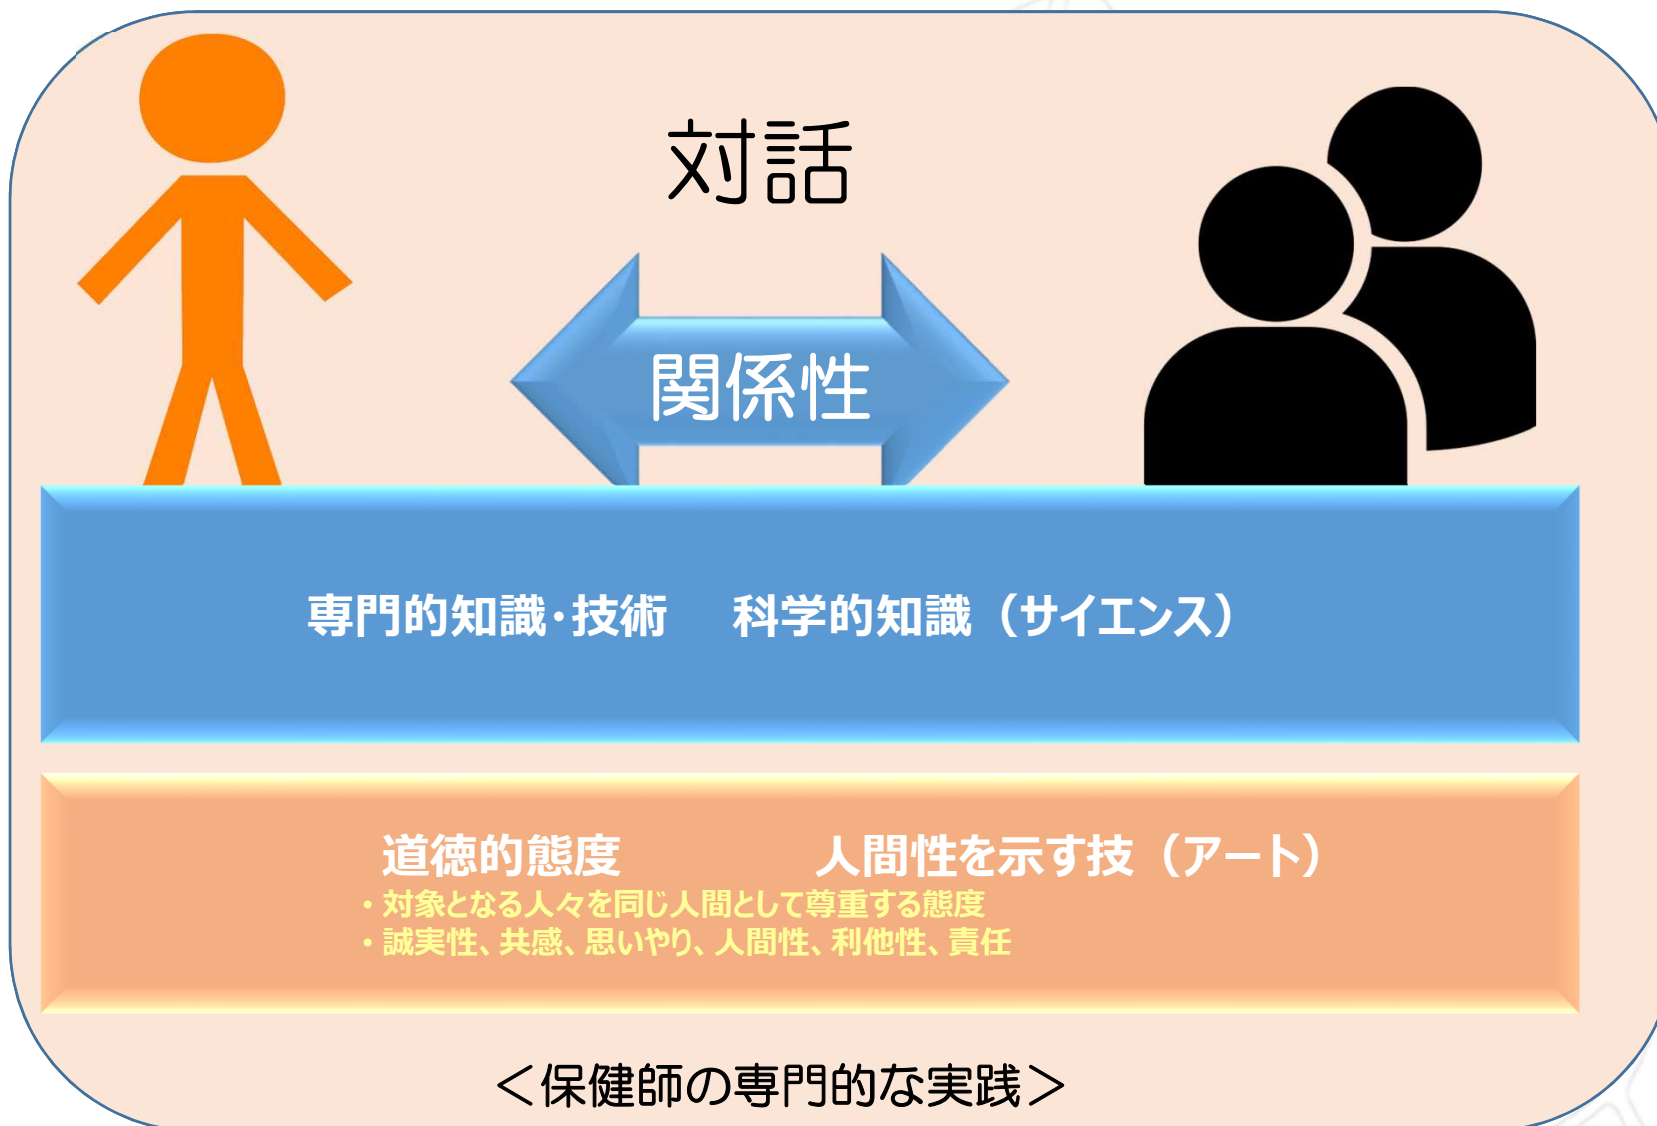 対話
関係性
専門的知識・技術　科学的知識（サイエンス）
道徳的態度　人間性を示す技（アート）
・対象となる人々を同じ人間として尊重する態度
・誠実性、共感、思いやり、人間性、利他性、責任
＜保健師の専門的な実践＞